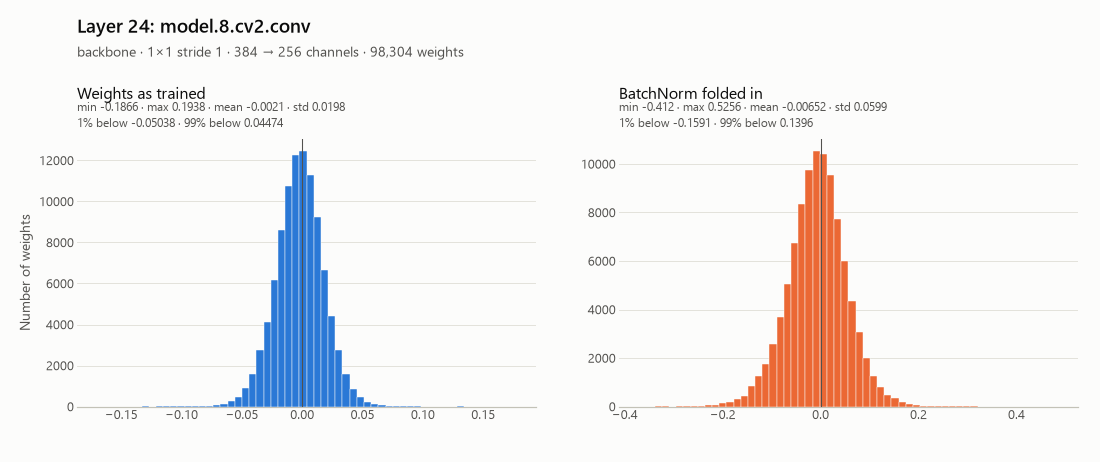 Layer 24: model.8.cv2.conv
backbone · 1×1 stride 1 · 384 → 256 channels · 98,304 weights
Weights as trained
min -0.1866 · max 0.1938 · mean -0.0021 · std 0.0198
1% below -0.05038 · 99% below 0.04474
Number of weights
12000
10000
8000
6000
4000
2000
0
−0.15 −0.10 −0.05 0.00 0.05 0.10 0.15
BatchNorm folded in
min -0.412 · max 0.5256 · mean -0.00652 · std 0.0599
1% below -0.1591 · 99% below 0.1396
10000
8000
6000
4000
2000
0
−0.4 −0.2 0.0 0.2 0.4